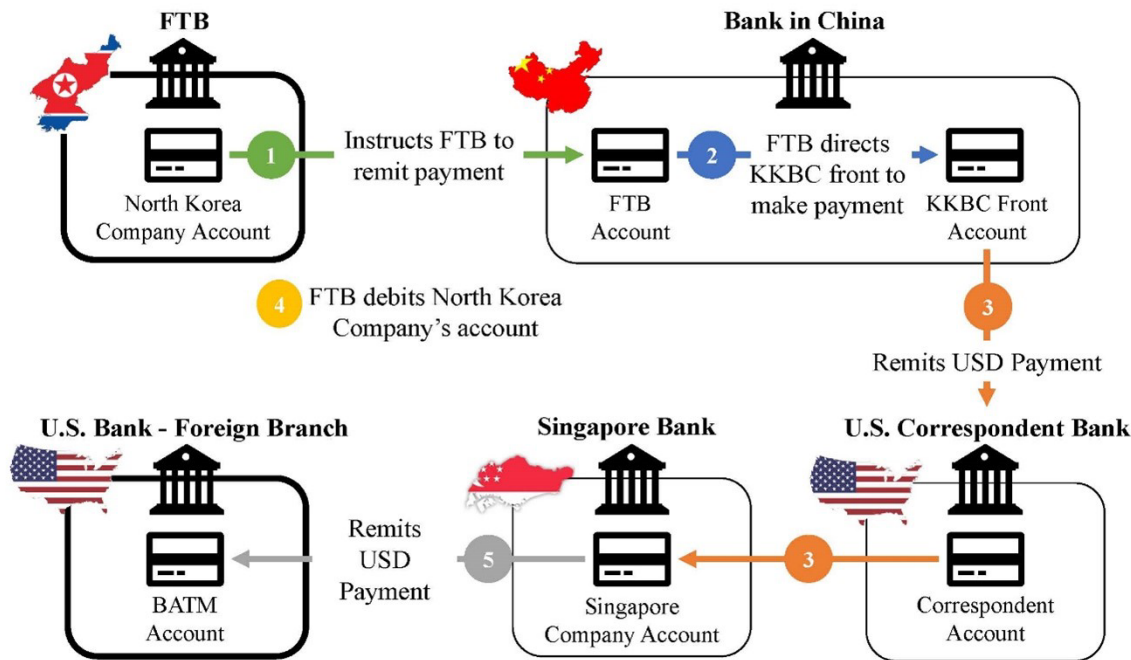 FTB
Bank in China
1
Instructs FTB to
remit payment
2
FTB directs
KKBC front to
make payment
North Korea
Company Account
FTB
Account
KKBC Front
Account
4
FTB debits North Korea
Company’s account
3
Remits USD Payment
U.S. Bank - Foreign Branch
Singapore Bank
U.S. Correspondent Bank
Remits
USD
Payment
5
3
BATM
Account
Singapore
Company Account
Correspondent
Account